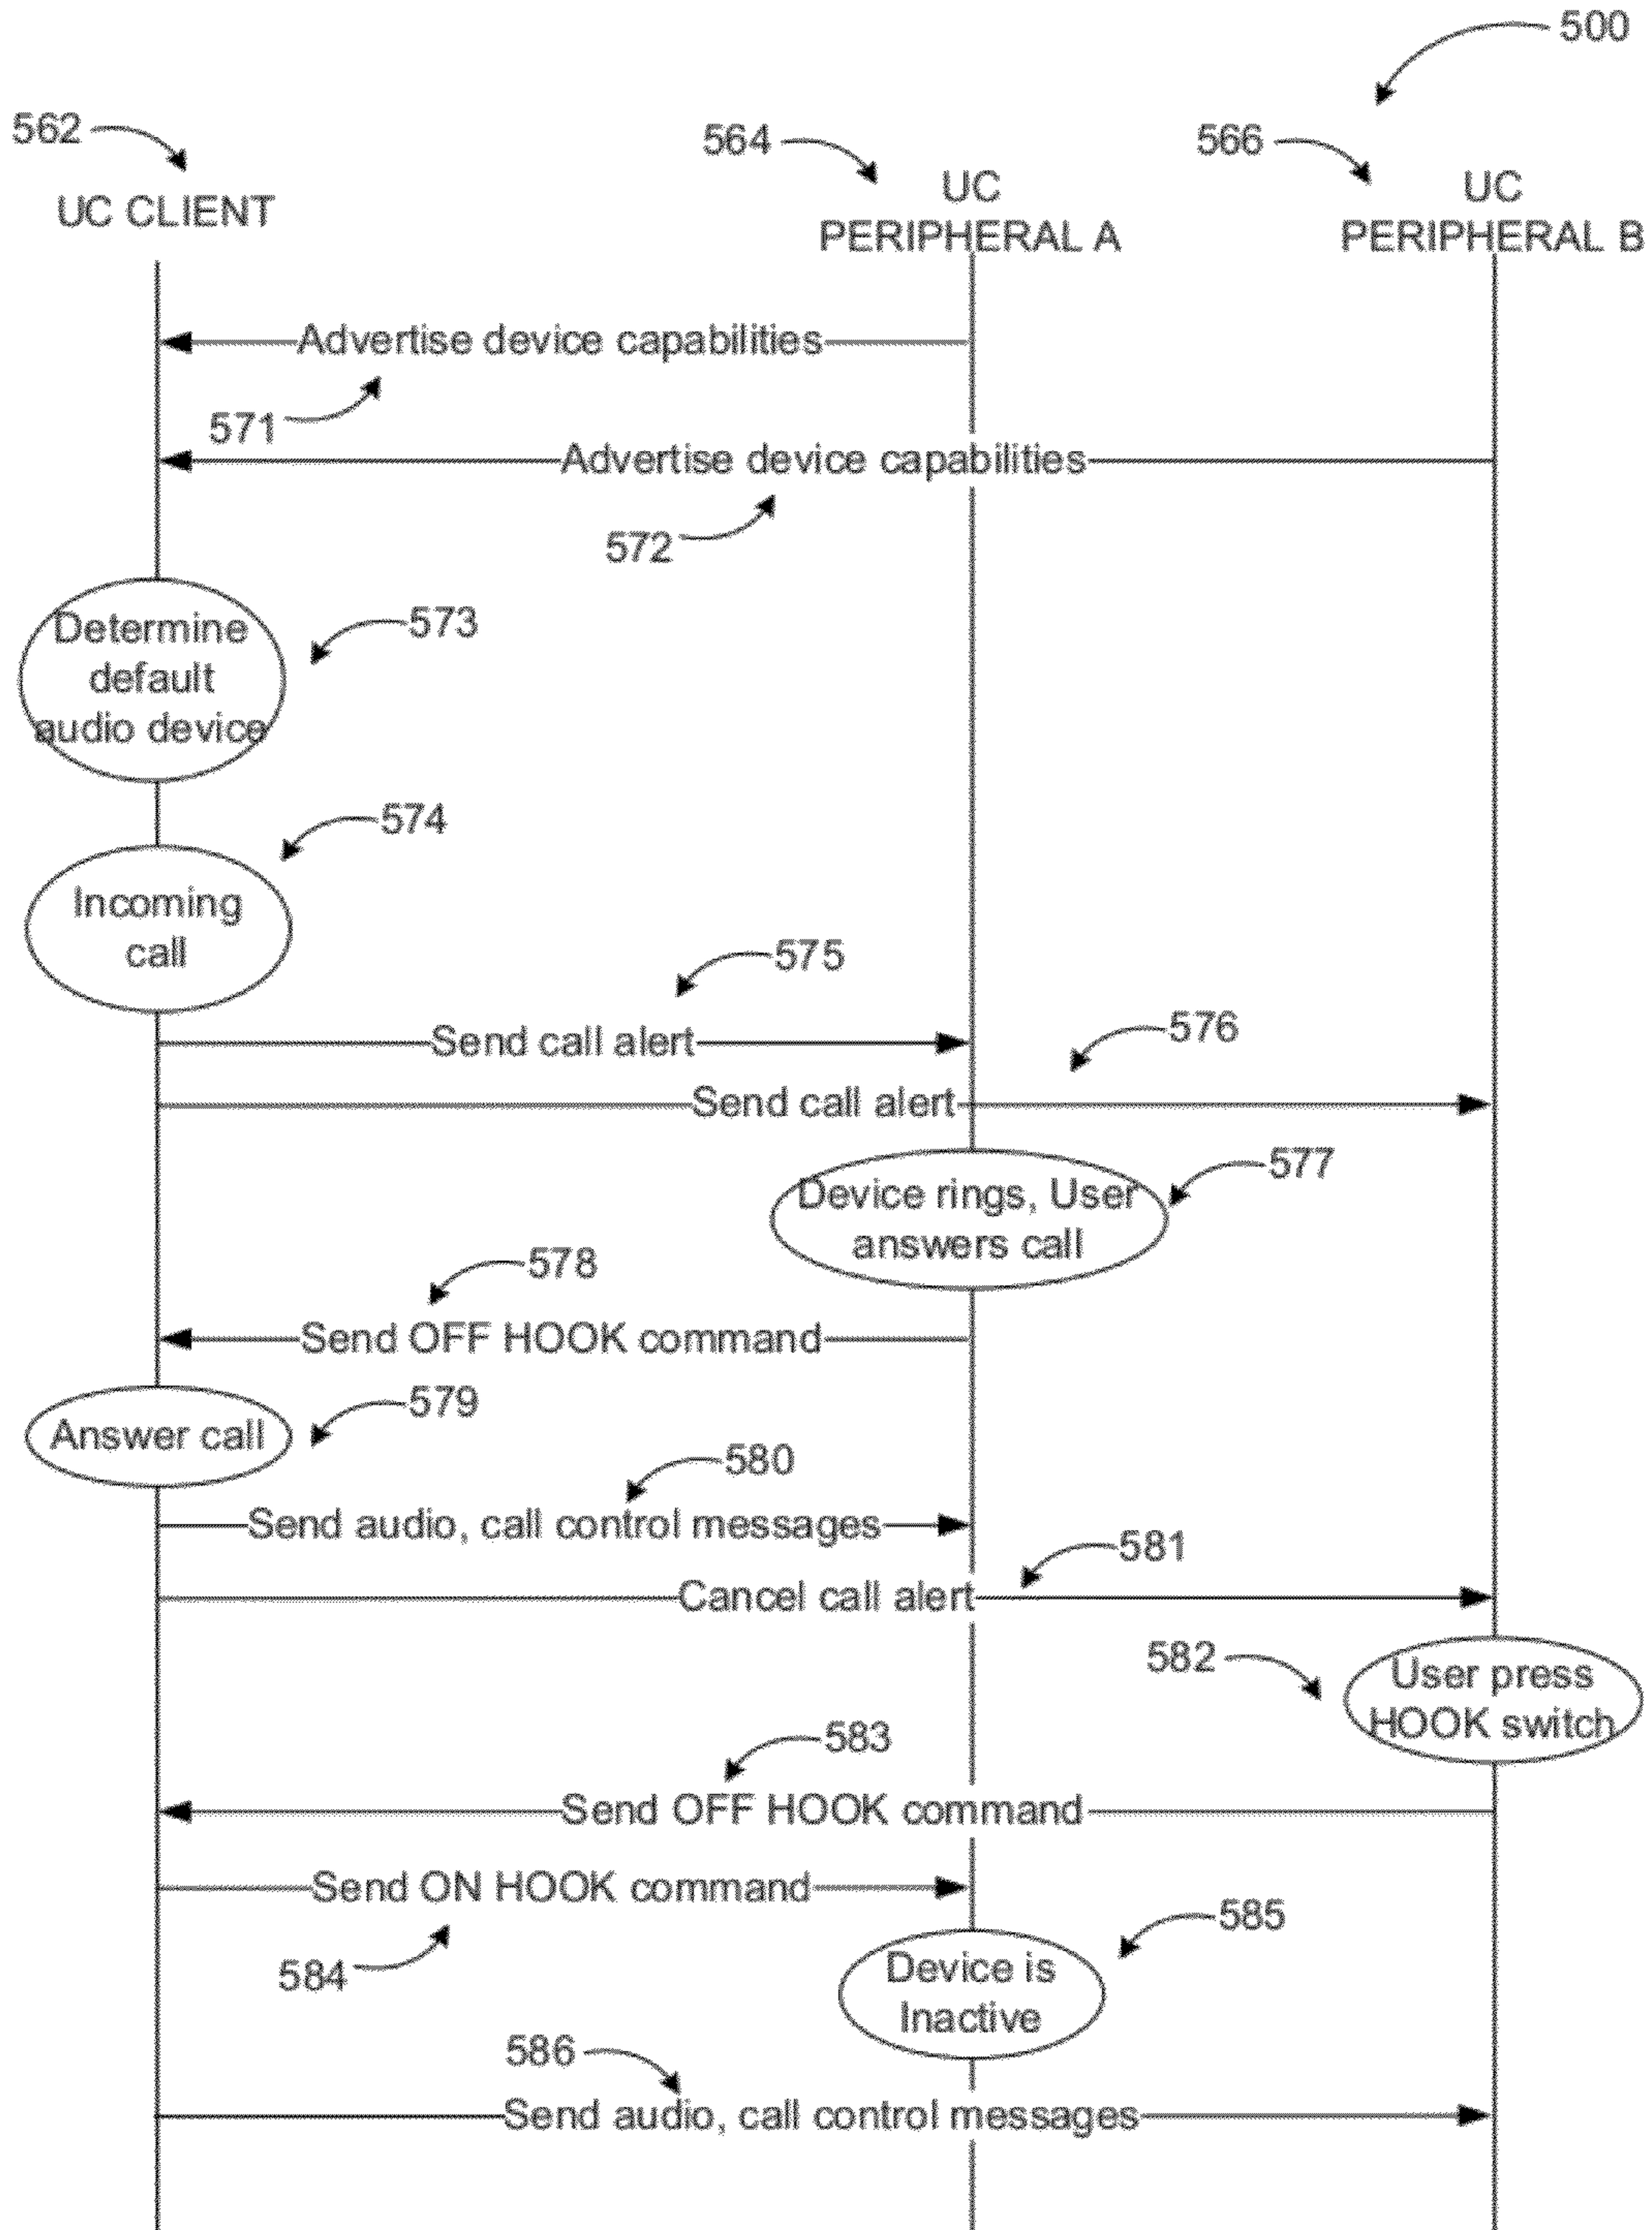 500
562
564
566
UC CLIENT
UC
PERIPHERAL A
UC
PERIPHERAL B
Advertise device capabilities
571
Advertise device capabilities
572
Determine
default
audio device
573
574
Incoming
call
575
Send call alert
576
Send call alert
577
Device rings, User
answers call
578
Send OFF HOOK command
Answer call
579
580
Send audio, call control messages
581
Cancel call alert
582
User press
HOOK switch
583
Send OFF HOOK command
Send ON HOOK command
584
585
Device is
Inactive
586
Send audio, call control messages